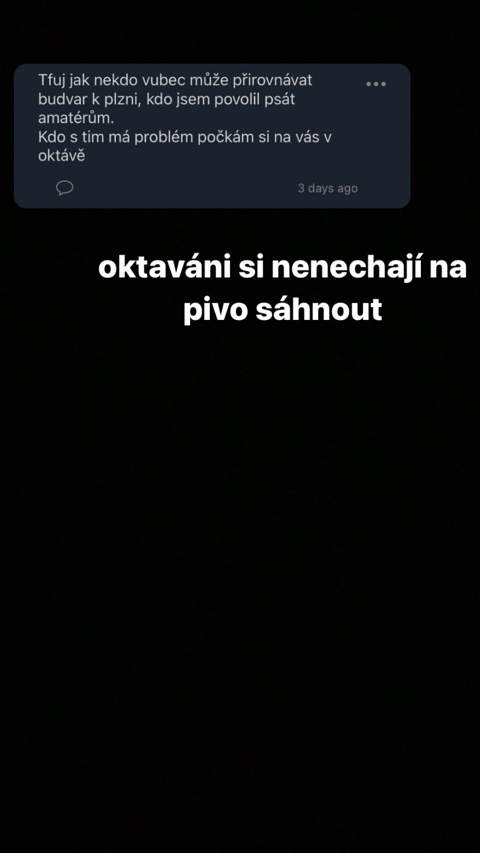 Tfuj jak nekdo vubec může přirovnávat
budvar k plzni, kdo jsem povolil psát
amatérům.
Kdo s tim má problém počkám si na vás v
oktávě
3 days ago
oktaváni si nenechají na
pivo sáhnout